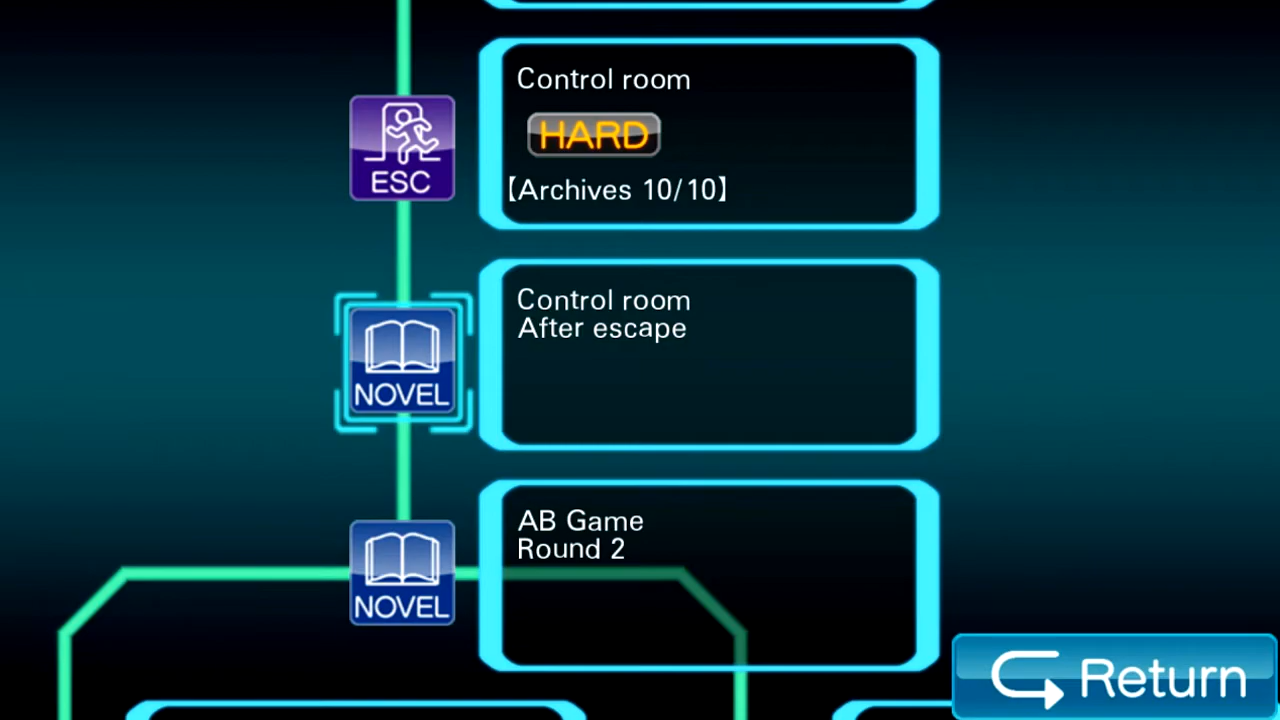 Control room
HARD
ESC
【Archives 10/10】
Control room
After escape
NOVEL
AB Game
Round 2
NOVEL
Return